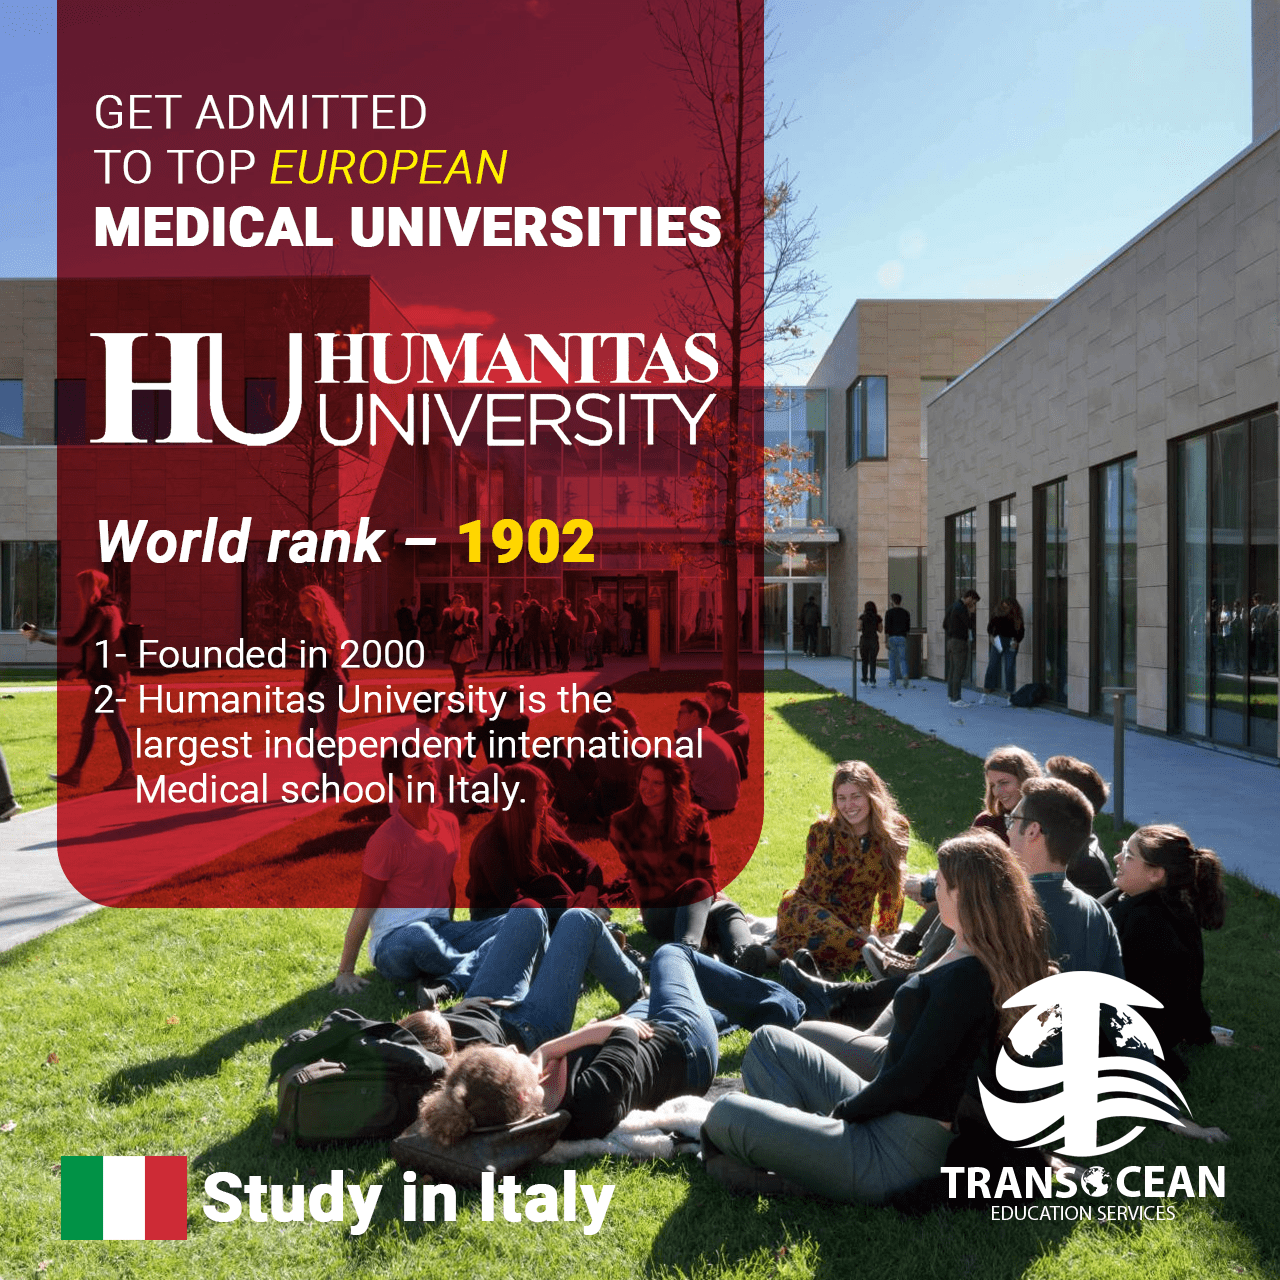 GET ADMITTED
TO TOP EUROPEAN
MEDICAL UNIVERSITIES
HU HUMANITAS
UNIVERSITY
World rank – 1902
1- Founded in 2000
2- Humanitas University is the
largest independent international
Medical school in Italy.
Study in Italy
TRANSOCEAN
EDUCATION SERVICES